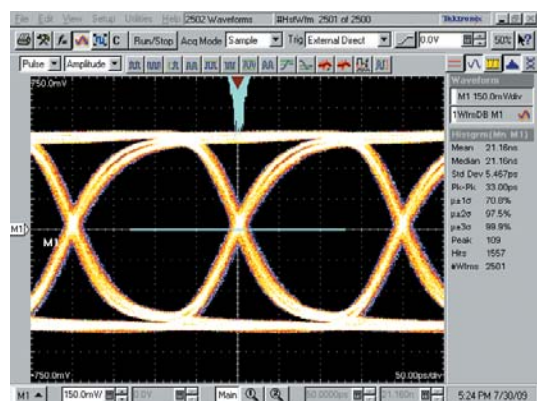 File Edit View Setup Utilities Help 2502 Waveforms #HstWfm 2501 of 2500 Tektronix
C Run/Stop Acq Mode Sample Trig External Direct 0.0V 50%
Pulse Amplitude
Waveform
M1 150.0mV/div
1WfmDB M1
Histgrm(Mn M1)
Mean 21.16ns
Median 21.16ns
Std Dev 5.467ps
Pk-Pk 33.00ps
µ±1σ 70.8%
µ±2σ 97.5%
µ±3σ 99.9%
Peak 109
Hits 1557
#Wfms 2501
750.0mV
M1
M1
-750.0mV
50.00ps/div
M1 150.0mV/ 0.0V Main 50.0000ps 21.160n 5:24 PM 7/30/09